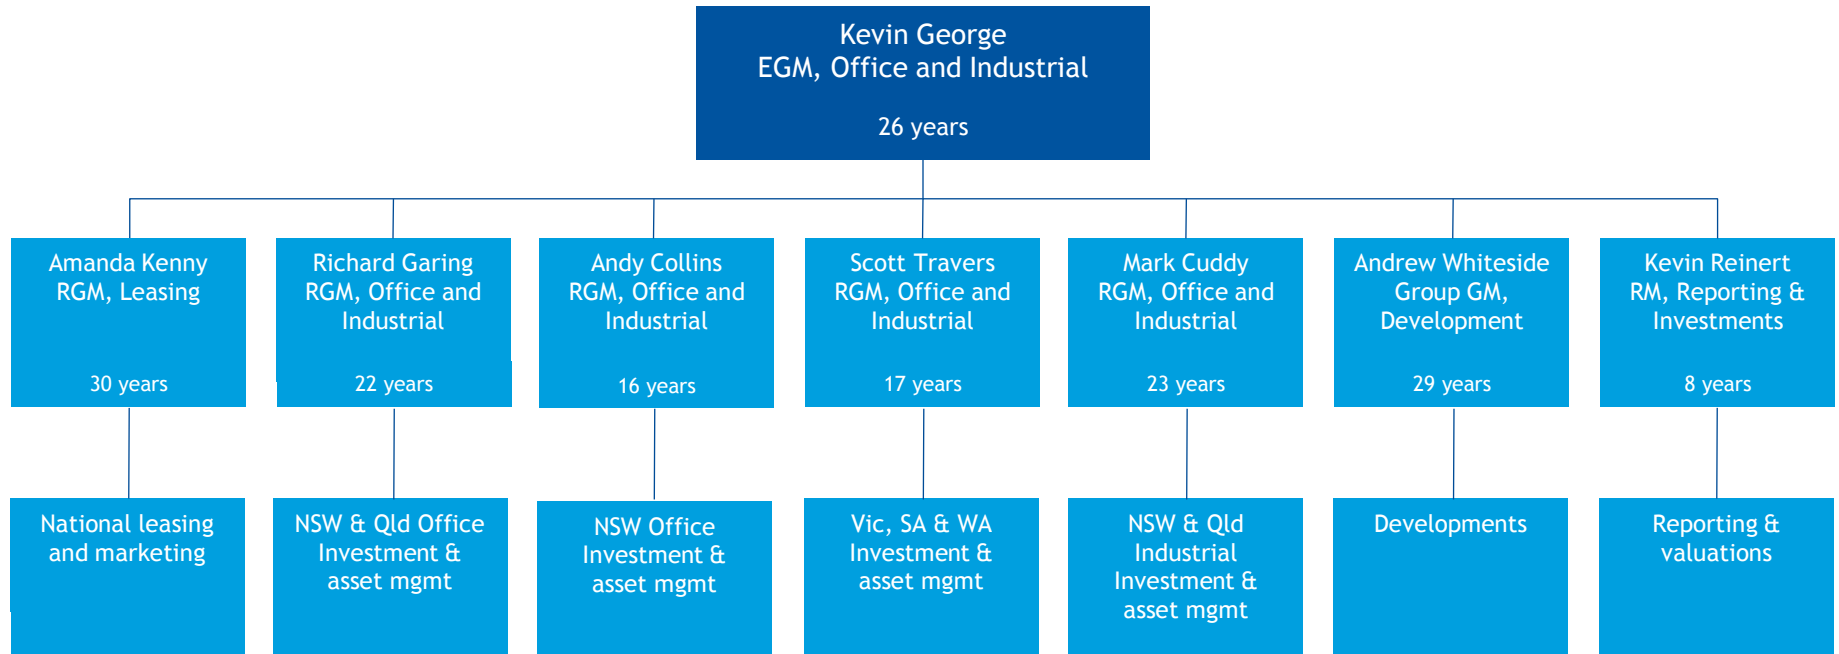 Kevin George
EGM, Office and Industrial
26 years
Amanda Kenny
RGM, Leasing
30 years
Richard Garing
RGM, Office and
Industrial
22 years
Andy Collins
RGM, Office and
Industrial
16 years
Scott Travers
RGM, Office and
Industrial
17 years
Mark Cuddy
RGM, Office and
Industrial
23 years
Andrew Whiteside
Group GM,
Development
29 years
Kevin Reinert
RM, Reporting &
Investments
8 years
National leasing
and marketing
NSW & Qld Office
Investment &
asset mgmt
NSW Office
Investment &
asset mgmt
Vic, SA & WA
Investment &
asset mgmt
NSW & Qld
Industrial
Investment &
asset mgmt
Developments
Reporting &
valuations